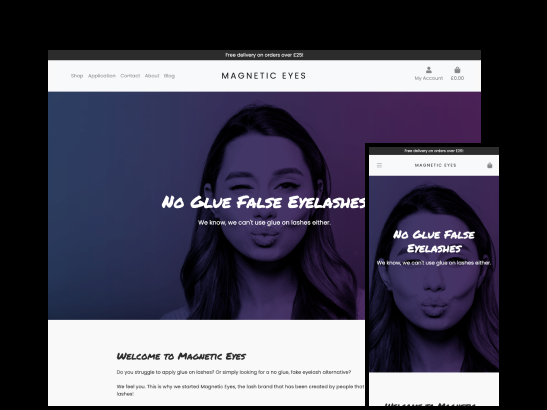 Free delivery on orders over £25!
Shop Application Contact About Blog
MAGNETIC EYES
My Account £0.00
No Glue False Eyelashes
We know, we can't use glue on lashes either.
Welcome to Magnetic Eyes
Do you struggle to apply glue on lashes? Or simply looking for a no glue, fake eyelash alternative?
We feel you. This is why we started Magnetic Eyes, the lash brand that has been created by people that
lashes!
Free delivery on orders over £25!
MAGNETIC EYES
No Glue False
Eyelashes
We know, we can't use glue on lashes either.
Welcome to Magnetic